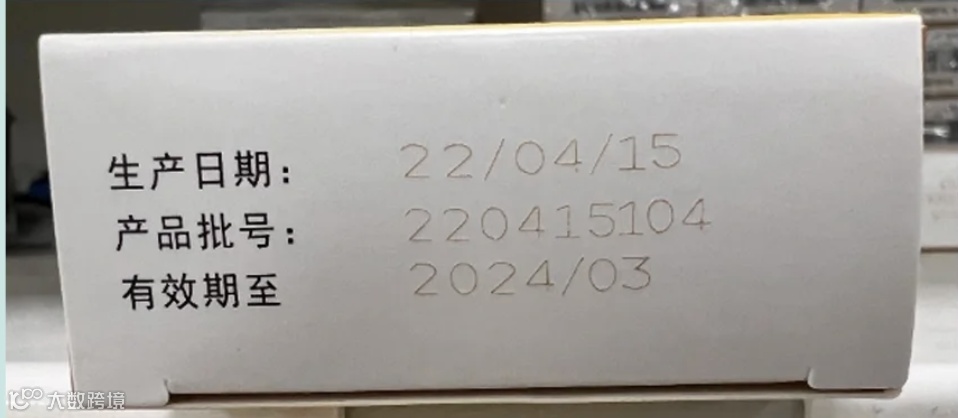 生产日期： 22/04/15
产品批号： 220415104
有效期至 2024/03
大数跨境